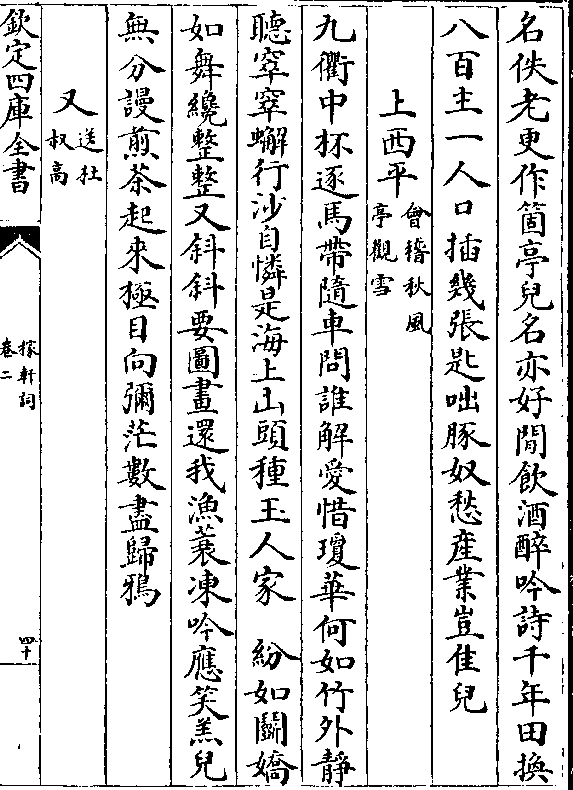 名佚老更作箇亭兒名亦好閒飲酒醉吟詩千年田換
八百主一人口插幾張匙咄豚奴愁產業豈佳兒
上西平
會稽秋風
亭觀雪
九衢中杯逐馬帶隨車問誰解愛惜瓊華何如竹外靜
聽窣窣蠏行沙自憐是海上山頭種玉人家 紛如鬭嬌
如舞纔整整又斜斜要圖畫還我漁蓑凍吟應笑羔兒
無分謾煎茶起來極目向彌茫數盡歸鴉
又
送杜
叔高
欽定四庫全書
稼軒詞
卷二
四十